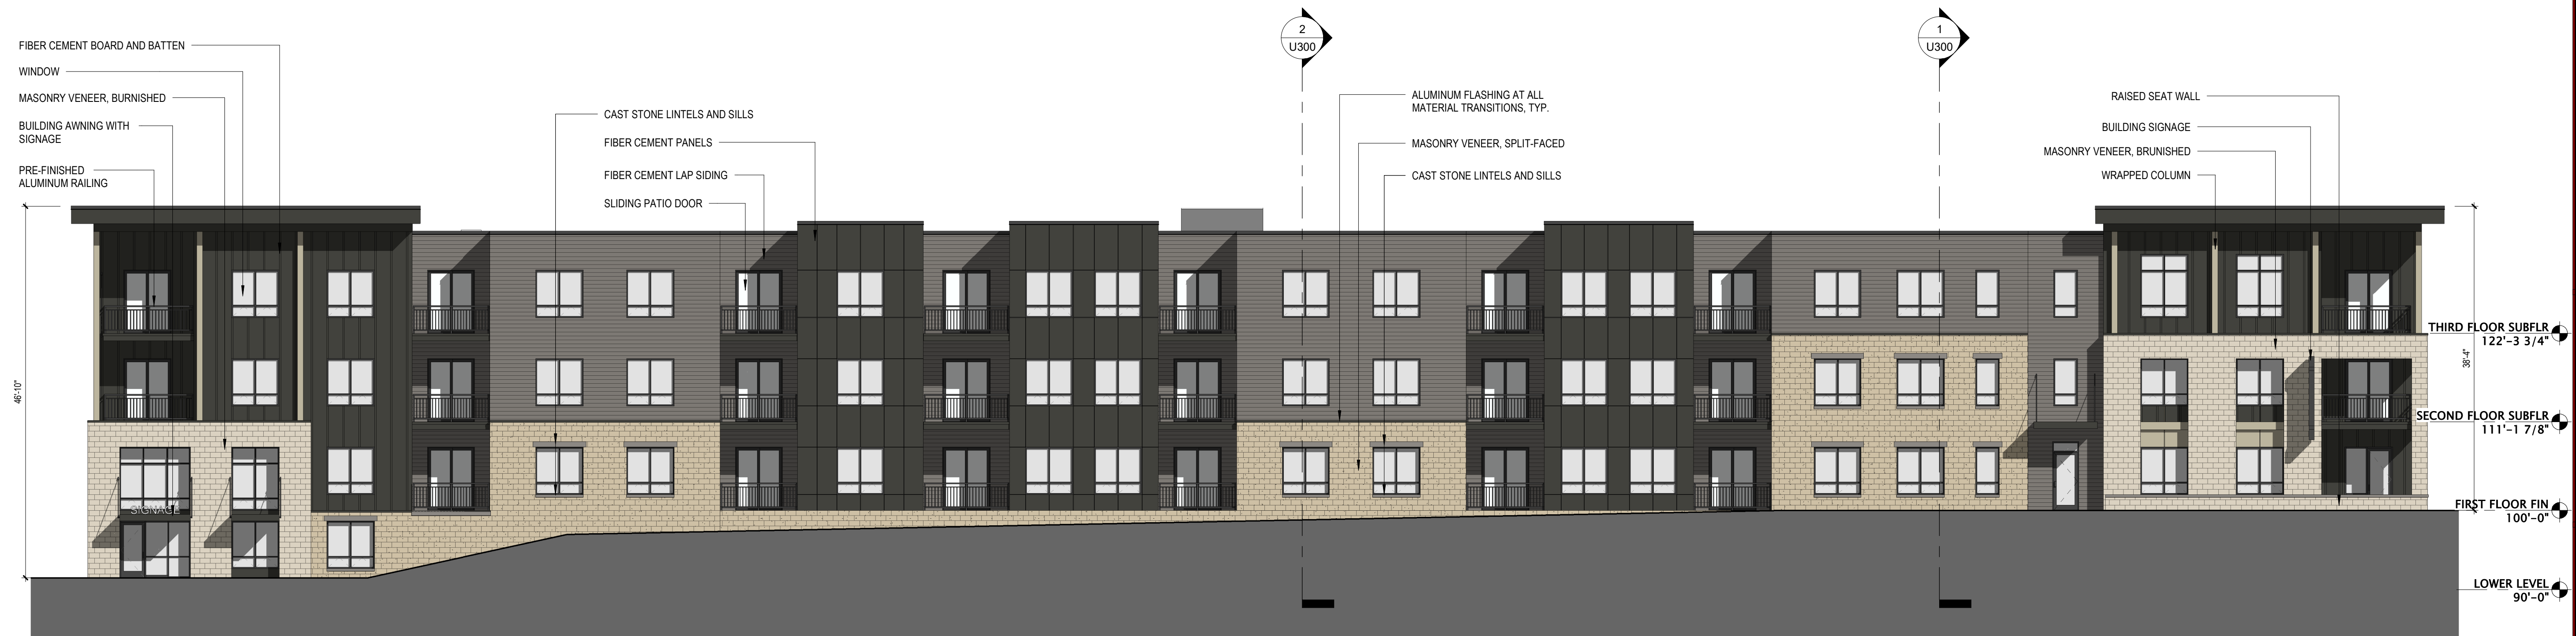 2
U300
1
U300
FIBER CEMENT BOARD AND BATTEN
WINDOW
MASONRY VENEER, BURNISHED
BUILDING AWNING WITH
SIGNAGE
PRE-FINISHED
ALUMINUM RAILING
CAST STONE LINTELS AND SILLS
FIBER CEMENT PANELS
FIBER CEMENT LAP SIDING
SLIDING PATIO DOOR
ALUMINUM FLASHING AT ALL
MATERIAL TRANSITIONS, TYP.
MASONRY VENEER, SPLIT-FACED
CAST STONE LINTELS AND SILLS
RAISED SEAT WALL
BUILDING SIGNAGE
MASONRY VENEER, BRUNISHED
WRAPPED COLUMN
46'-10"
38'-4"
SIGNAGE
THIRD FLOOR SUBFLR
122'-3 3/4"
SECOND FLOOR SUBFLR
111'-1 7/8"
FIRST FLOOR FIN
100'-0"
LOWER LEVEL
90'-0"